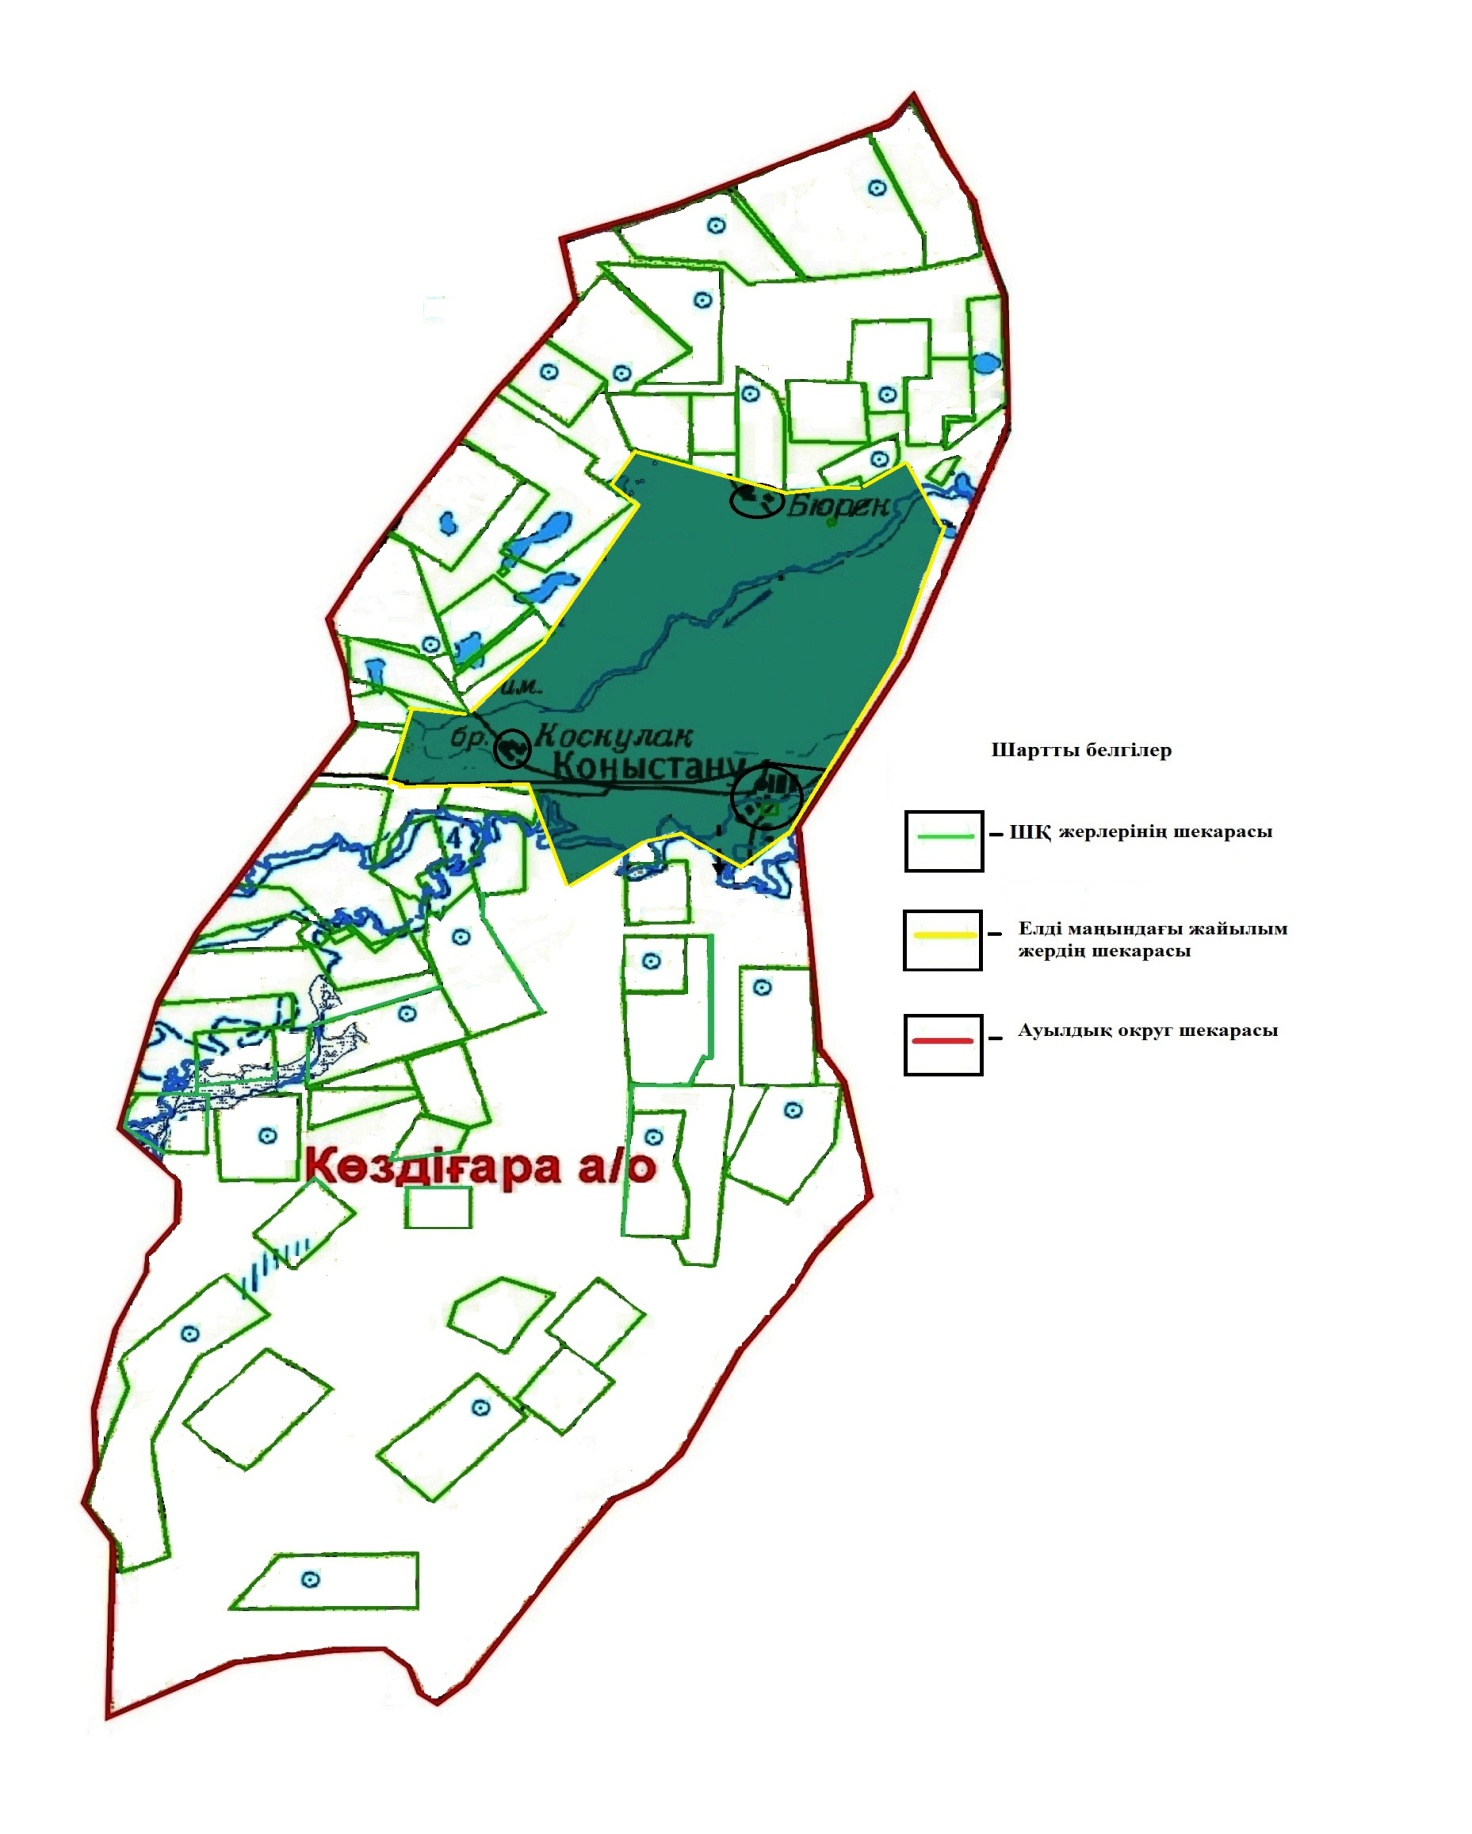 Бюрек
им.
бр. Коскулак
Қоңыстану
Шартты белгілер
ШҚ жерлерінің шекарасы
4
Елді маңындағы жайылым
жердің шекарасы
Ауылдық округ шекарасы
Көздіғара а/о